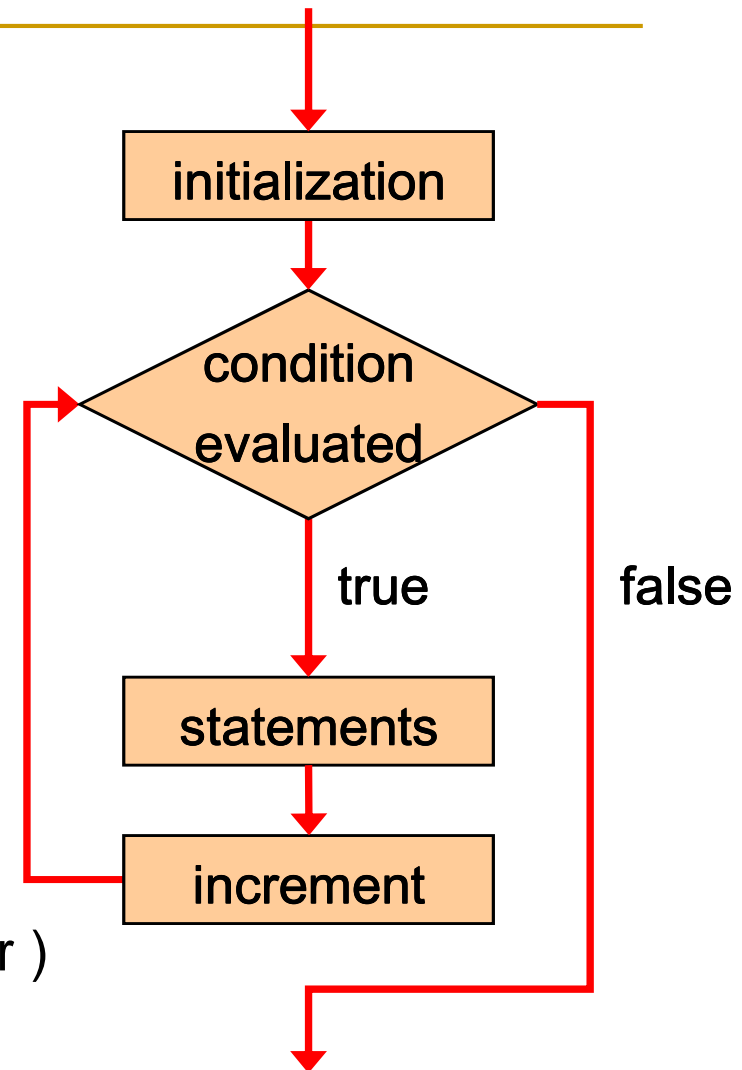 initialization
condition
evaluated
true
false
statements
increment
r )